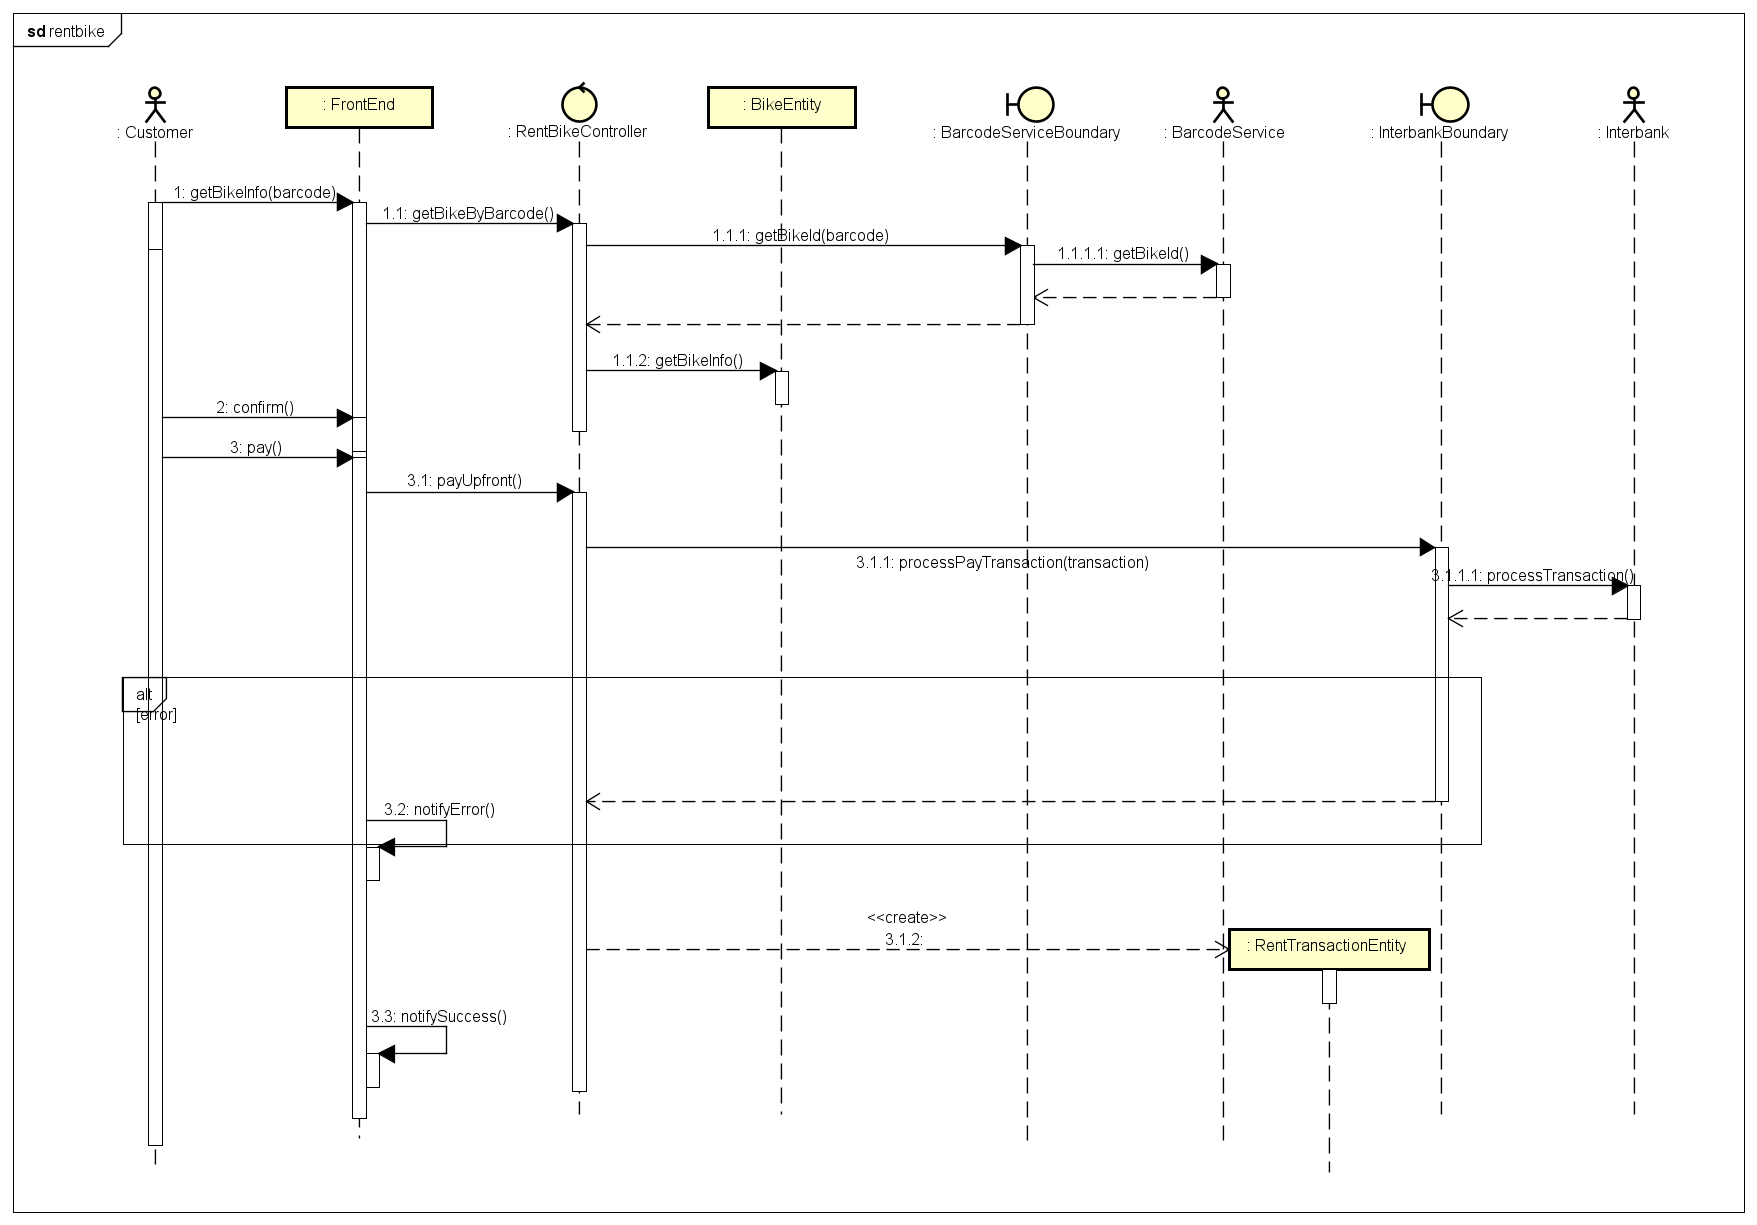 sd rentbike
: Customer
: FrontEnd
: RentBikeController
: BikeEntity
: BarcodeServiceBoundary
: BarcodeService
: InterbankBoundary
: Interbank
1: getBikeInfo(barcode)
1.1: getBikeByBarcode()
1.1.1: getBikeId(barcode)
1.1.1.1: getBikeId()
1.1.2: getBikeInfo()
2: confirm()
3: pay()
3.1: payUpfront()
3.1.1: processPayTransaction(transaction)
3.1.1.1: processTransaction()
alt
[error]
3.2: notifyError()
<<create>>
3.1.2:
: RentTransactionEntity
3.3: notifySuccess()